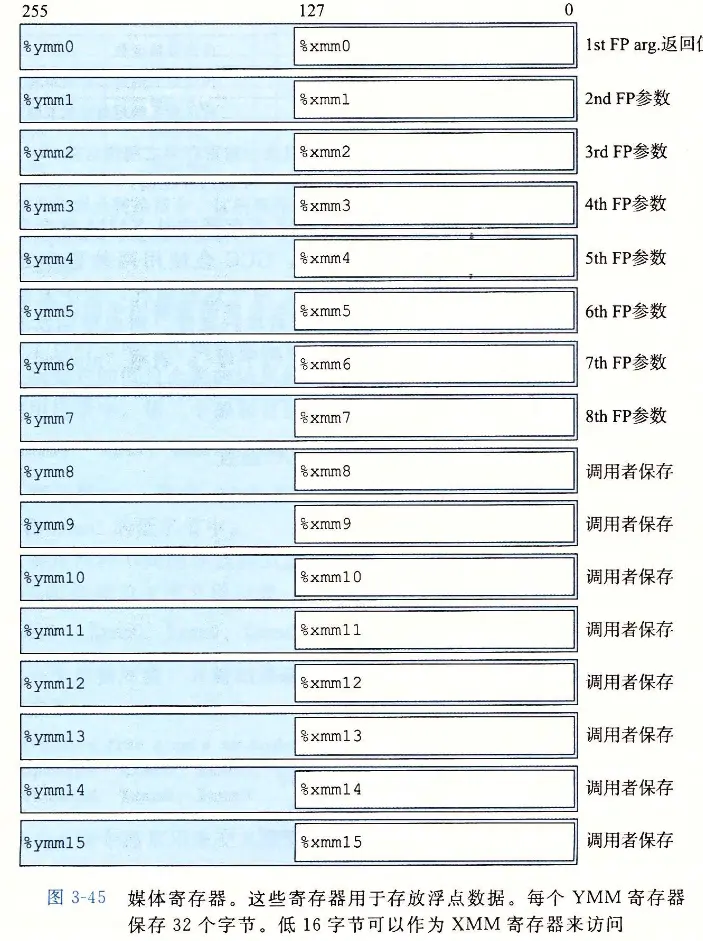 255 127 0
%ymm0 %xmm0 1st FP arg.返回
%ymm1 %xmm1 2nd FP参数
%ymm2 %xmm2 3rd FP参数
%ymm3 %xmm3 4th FP参数
%ymm4 %xmm4 5th FP参数
%ymm5 %xmm5 6th FP参数
%ymm6 %xmm6 7th FP参数
%ymm7 %xmm7 8th FP参数
%ymm8 %xmm8 调用者保存
%ymm9 %xmm9 调用者保存
%ymm10 %xmm10 调用者保存
%ymm11 %xmm11 调用者保存
%ymm12 %xmm12 调用者保存
%ymm13 %xmm13 调用者保存
%ymm14 %xmm14 调用者保存
%ymm15 %xmm15 调用者保存
图 3-45 媒体寄存器。这些寄存器用于存放浮点数据。每个 YMM 寄存器
保存 32 个字节。低 16 字节可以作为 XMM 寄存器来访问